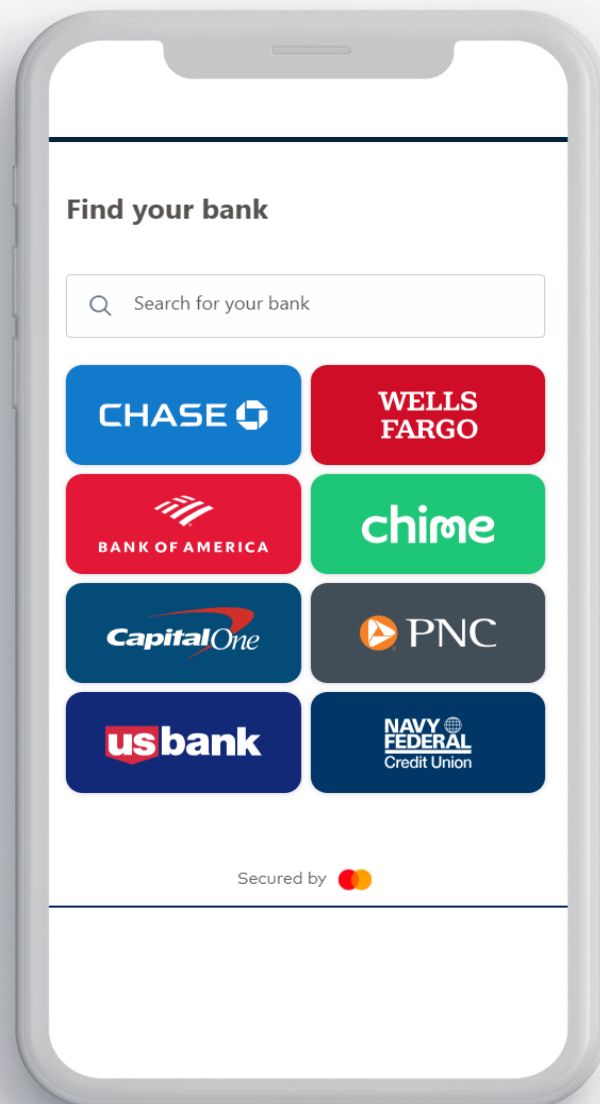 Find your bank
Search for your bank
CHASE
WELLS
FARGO
BANK OF AMERICA
chime
CapitalOne
PNC
usbank
NAVY
FEDERAL
Credit Union
Secured by